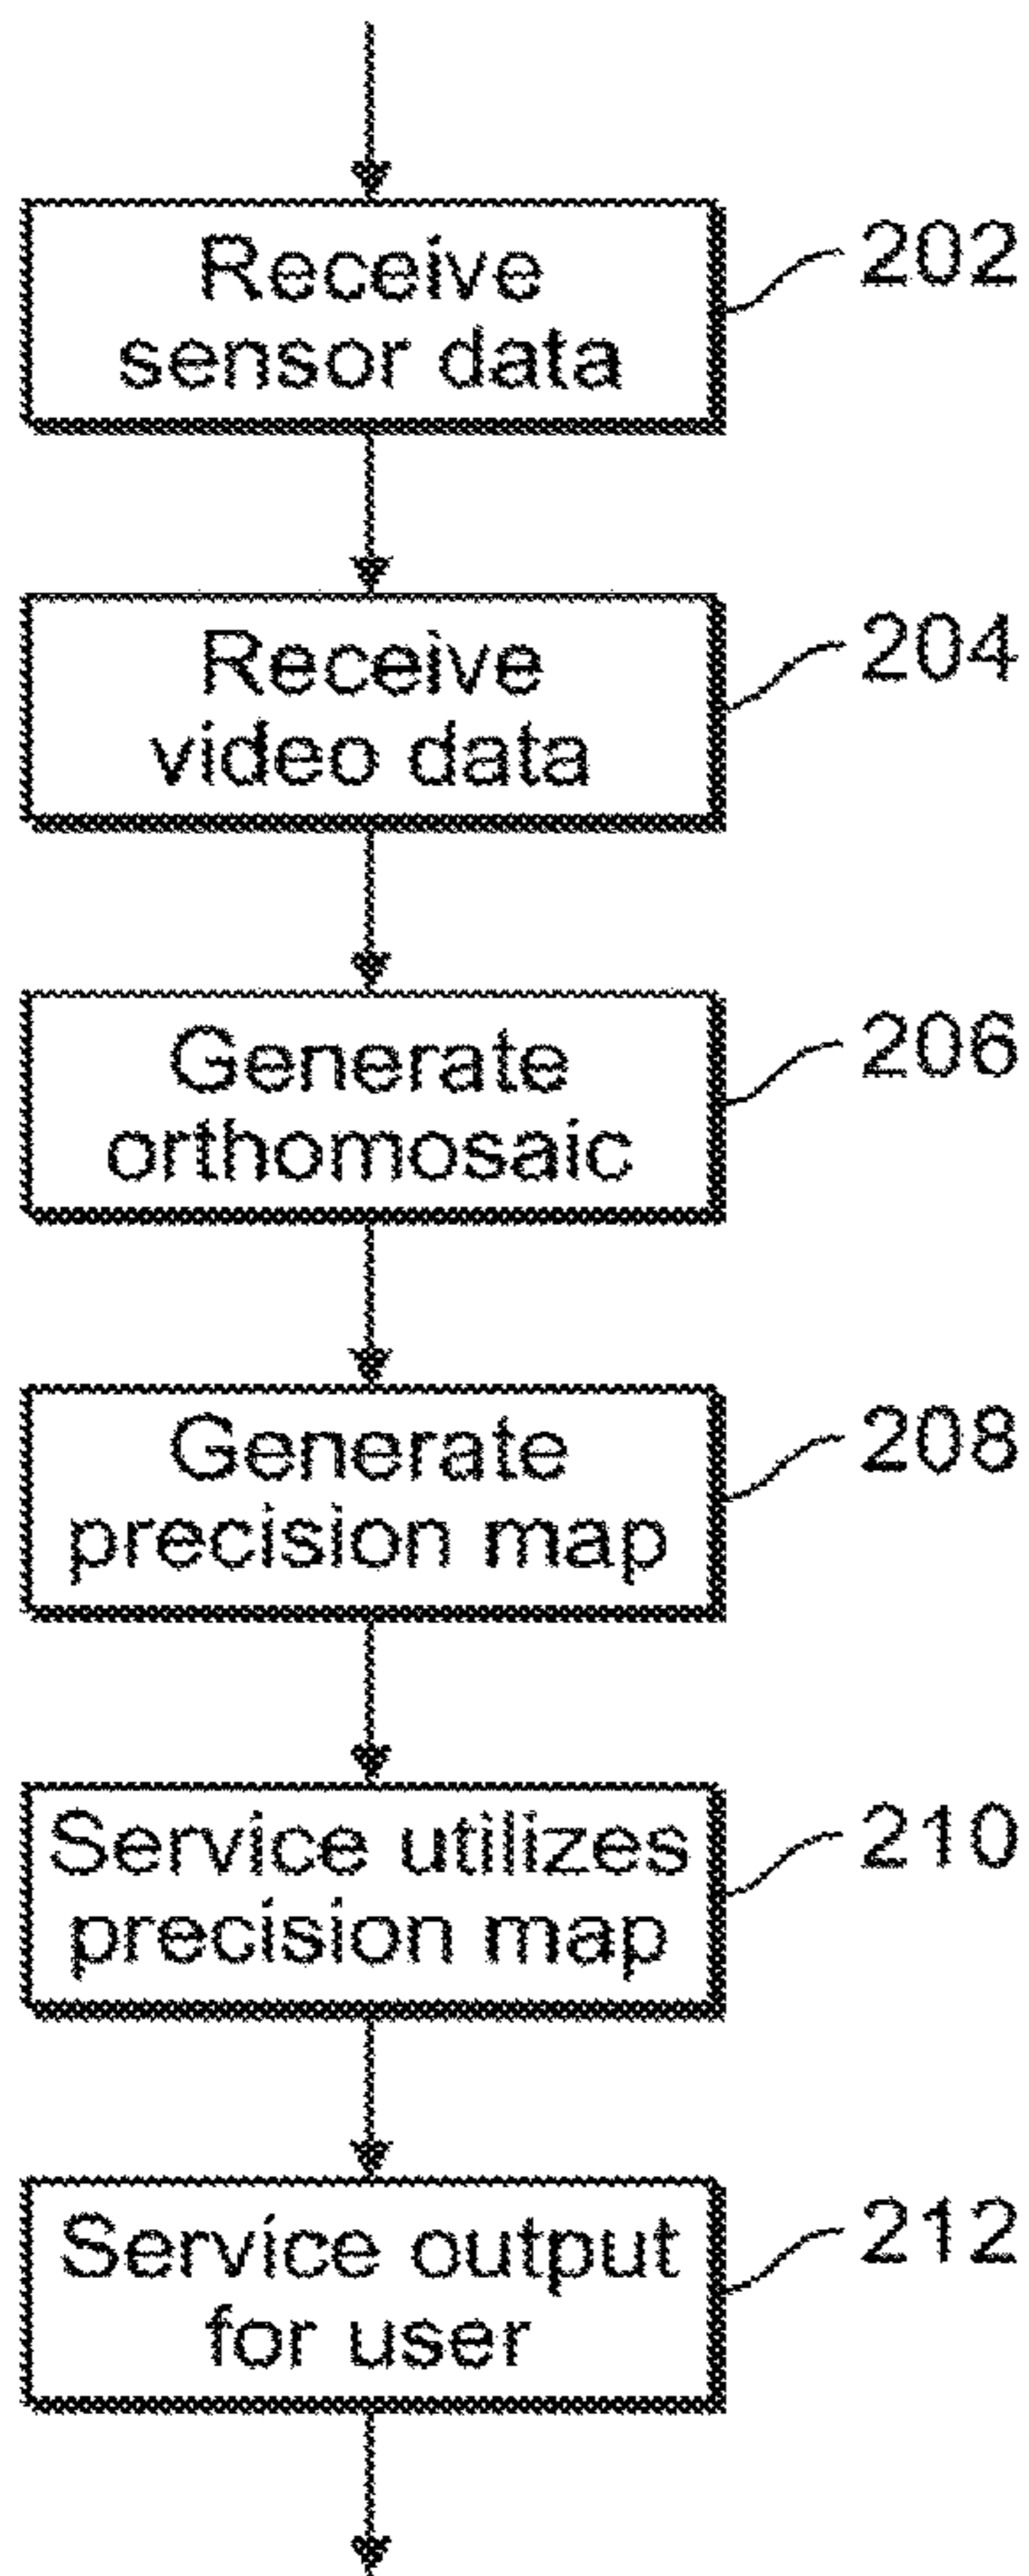 Receive
sensor data
202
Receive
video data
204
Generate
orthomosaic
206
Generate
precision map
208
Service utilizes
precision map
210
Service output
for user
212